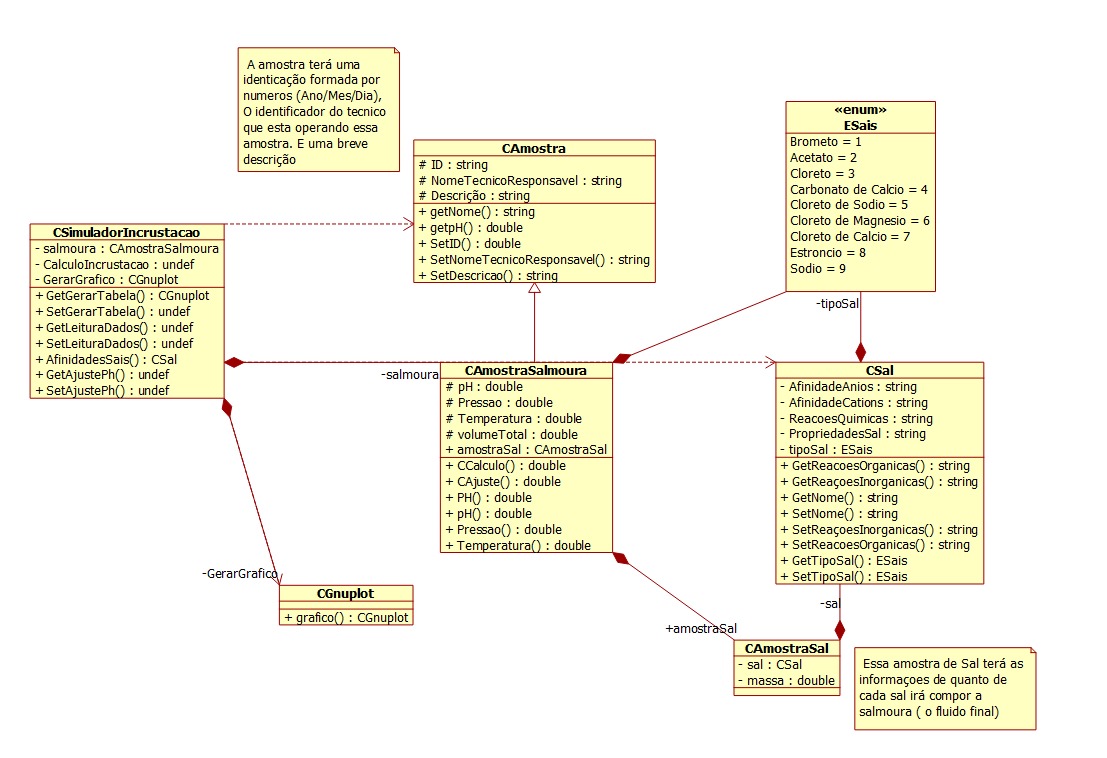 A amostra terá uma
identicação formada por
numeros (Ano/Mes/Dia),
O identificador do tecnico
que esta operando essa
amostra. E uma breve
descrição
CAmostra
# ID : string
# NomeTecnicoResponsavel : string
# Descrição : string
+ getNome() : string
+ getpH() : double
+ SetID() : double
+ SetNomeTecnicoResponsavel() : string
+ SetDescricao() : string
«enum»
ESais
Brometo = 1
Acetato = 2
Cloreto = 3
Carbonato de Calcio = 4
Cloreto de Sodio = 5
Cloreto de Magnesio = 6
Cloreto de Calcio = 7
Estroncio = 8
Sodio = 9
CSimuladorIncrustacao
- salmoura : CAmostraSalmoura
- CalculoIncrustacao : undef
- GerarGrafico : CGnuplot
+ GetGerarTabela() : CGnuplot
+ SetGerarTabela() : undef
+ GetLeituraDados() : undef
+ SetLeituraDados() : undef
+ AfinidadesSais() : CSal
+ GetAjustePh() : undef
+ SetAjustePh() : undef
-tipoSal
-salmoura
CAmostraSalmoura
# pH : double
# Pressao : double
# Temperatura : double
# volumeTotal : double
+ amostraSal : CAmostraSal
+ CCalculo() : double
+ CAjuste() : double
+ PH() : double
+ pH() : double
+ Pressao() : double
+ Temperatura() : double
CSal
- AfinidadeAnios : string
- AfinidadeCations : string
- ReacoesQuimicas : string
- PropriedadesSal : string
- tipoSal : ESais
+ GetReacoesOrganicas() : string
+ GetReaçoesInorganicas() : string
+ GetNome() : string
+ SetNome() : string
+ SetReaçoesInorganicas() : string
+ SetReacoesOrganicas() : string
+ GetTipoSal() : ESais
+ SetTipoSal() : ESais
-GerarGrafico
CGnuplot
+ grafico() : CGnuplot
-sal
+amostraSal
CAmostraSal
- sal : CSal
- massa : double
Essa amostra de Sal terá as
informaçoes de quanto de
cada sal irá compor a
salmoura ( o fluido final)